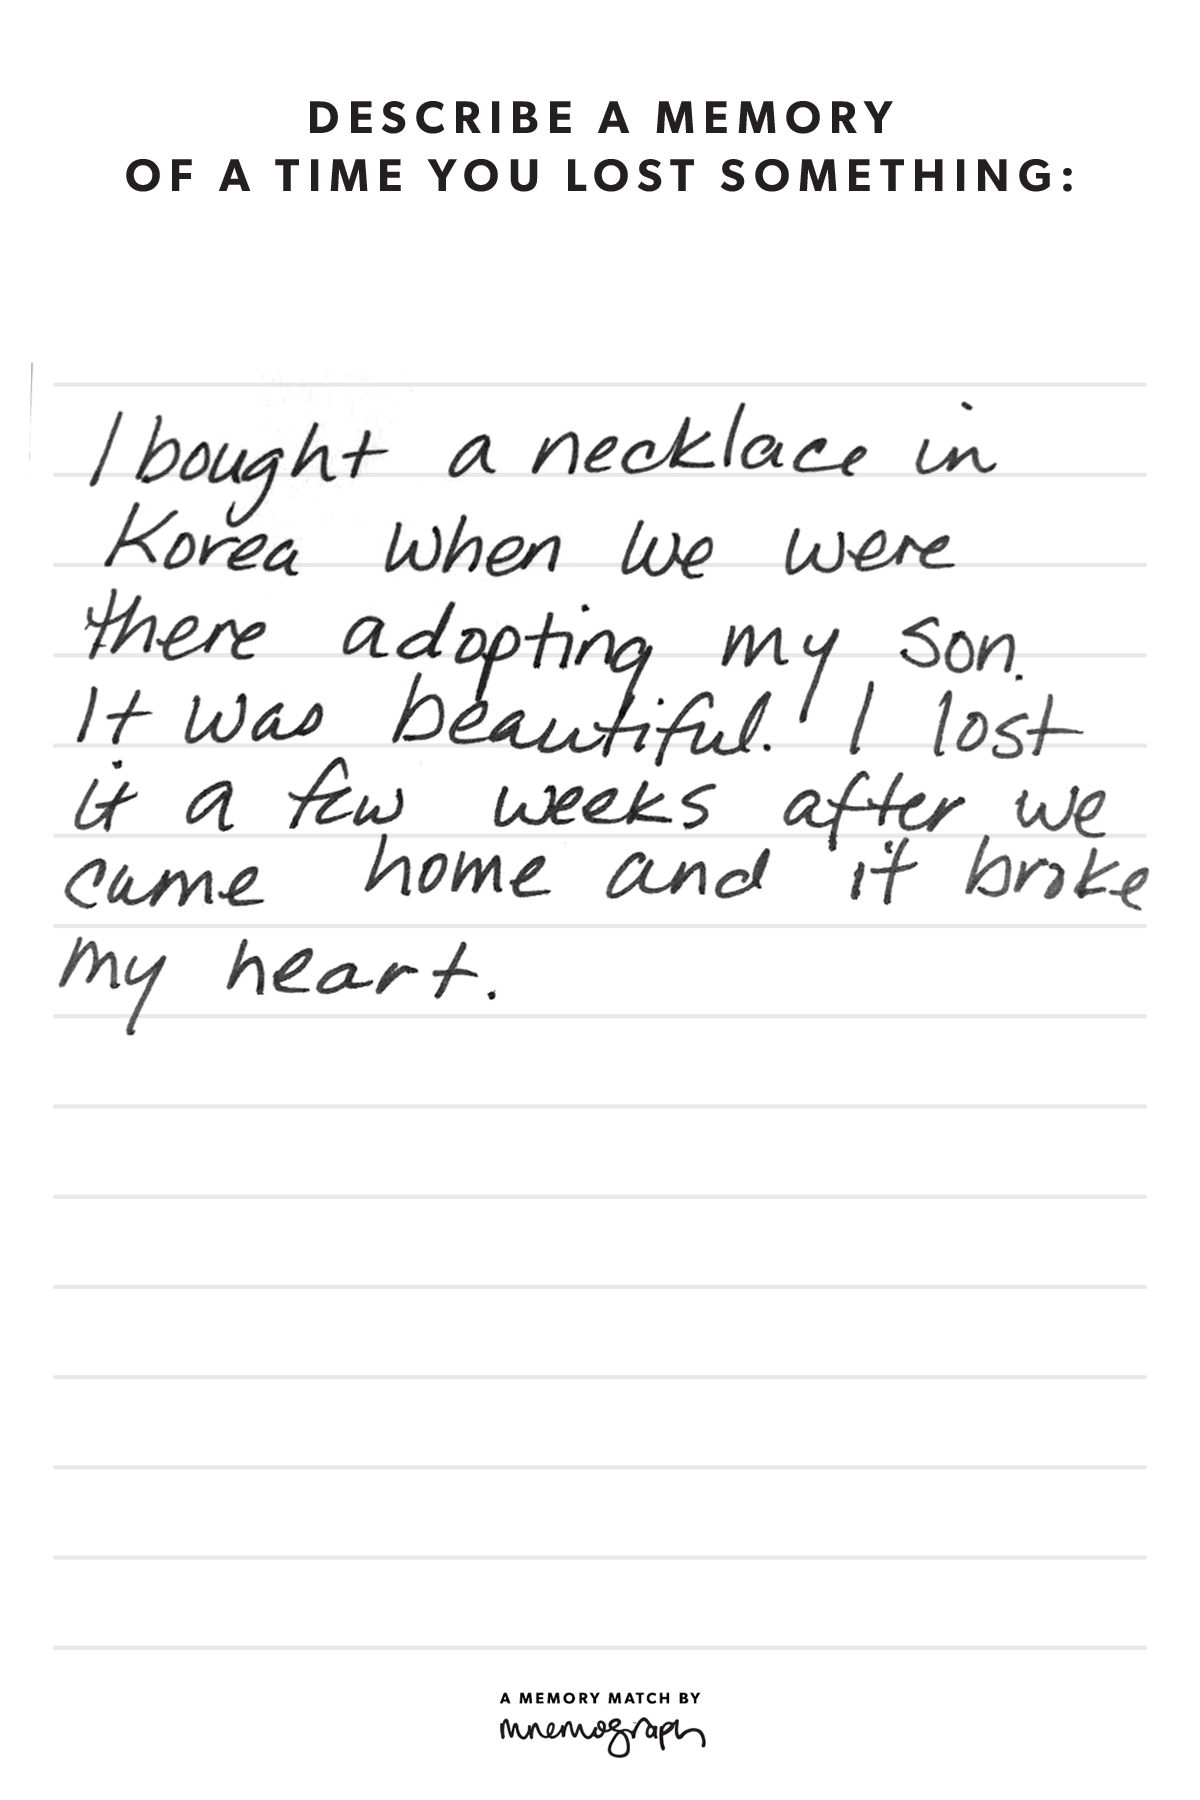 DESCRIBE A MEMORY
OF A TIME YOU LOST SOMETHING:
I bought a necklace in
Korea when we were
there adopting my son.
It was beautiful. I lost
it a few weeks after we
came home and it broke
my heart.
A MEMORY MATCH BY
mnemograph